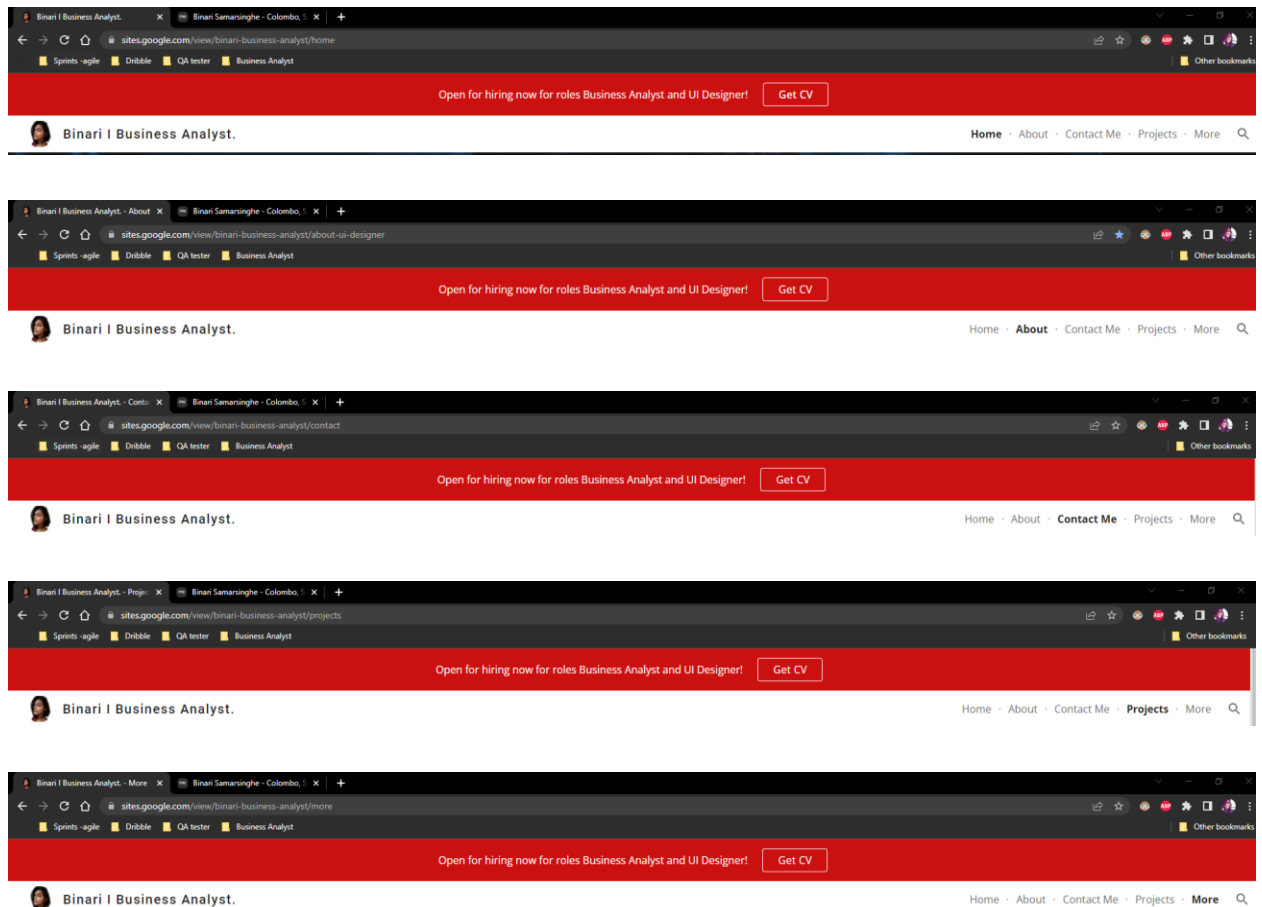 Binari I Business Analyst. Binari Samarsinghe - Colombo, S
sites.google.com/view/binari-business-analyst/home
Sprints -agile Dribble QA tester Business Analyst Other bookmarks
Open for hiring now for roles Business Analyst and UI Designer! Get CV
Binari I Business Analyst. Home · About · Contact Me · Projects · More
Binari I Business Analyst. - About Binari Samarsinghe - Colombo, S
sites.google.com/view/binari-business-analyst/about-ui-designer
Sprints -agile Dribble QA tester Business Analyst Other bookmarks
Open for hiring now for roles Business Analyst and UI Designer! Get CV
Binari I Business Analyst. Home · About · Contact Me · Projects · More
Binari I Business Analyst. - Conta Binari Samarsinghe - Colombo, S
sites.google.com/view/binari-business-analyst/contact
Sprints -agile Dribble QA tester Business Analyst Other bookmarks
Open for hiring now for roles Business Analyst and UI Designer! Get CV
Binari I Business Analyst. Home · About · Contact Me · Projects · More
Binari I Business Analyst. - Projec Binari Samarsinghe - Colombo, S
sites.google.com/view/binari-business-analyst/projects
Sprints -agile Dribble QA tester Business Analyst Other bookmarks
Open for hiring now for roles Business Analyst and UI Designer! Get CV
Binari I Business Analyst. Home · About · Contact Me · Projects · More
Binari I Business Analyst. - More Binari Samarsinghe - Colombo, S
sites.google.com/view/binari-business-analyst/more
Sprints -agile Dribble QA tester Business Analyst Other bookmarks
Open for hiring now for roles Business Analyst and UI Designer! Get CV
Binari I Business Analyst. Home · About · Contact Me · Projects · More